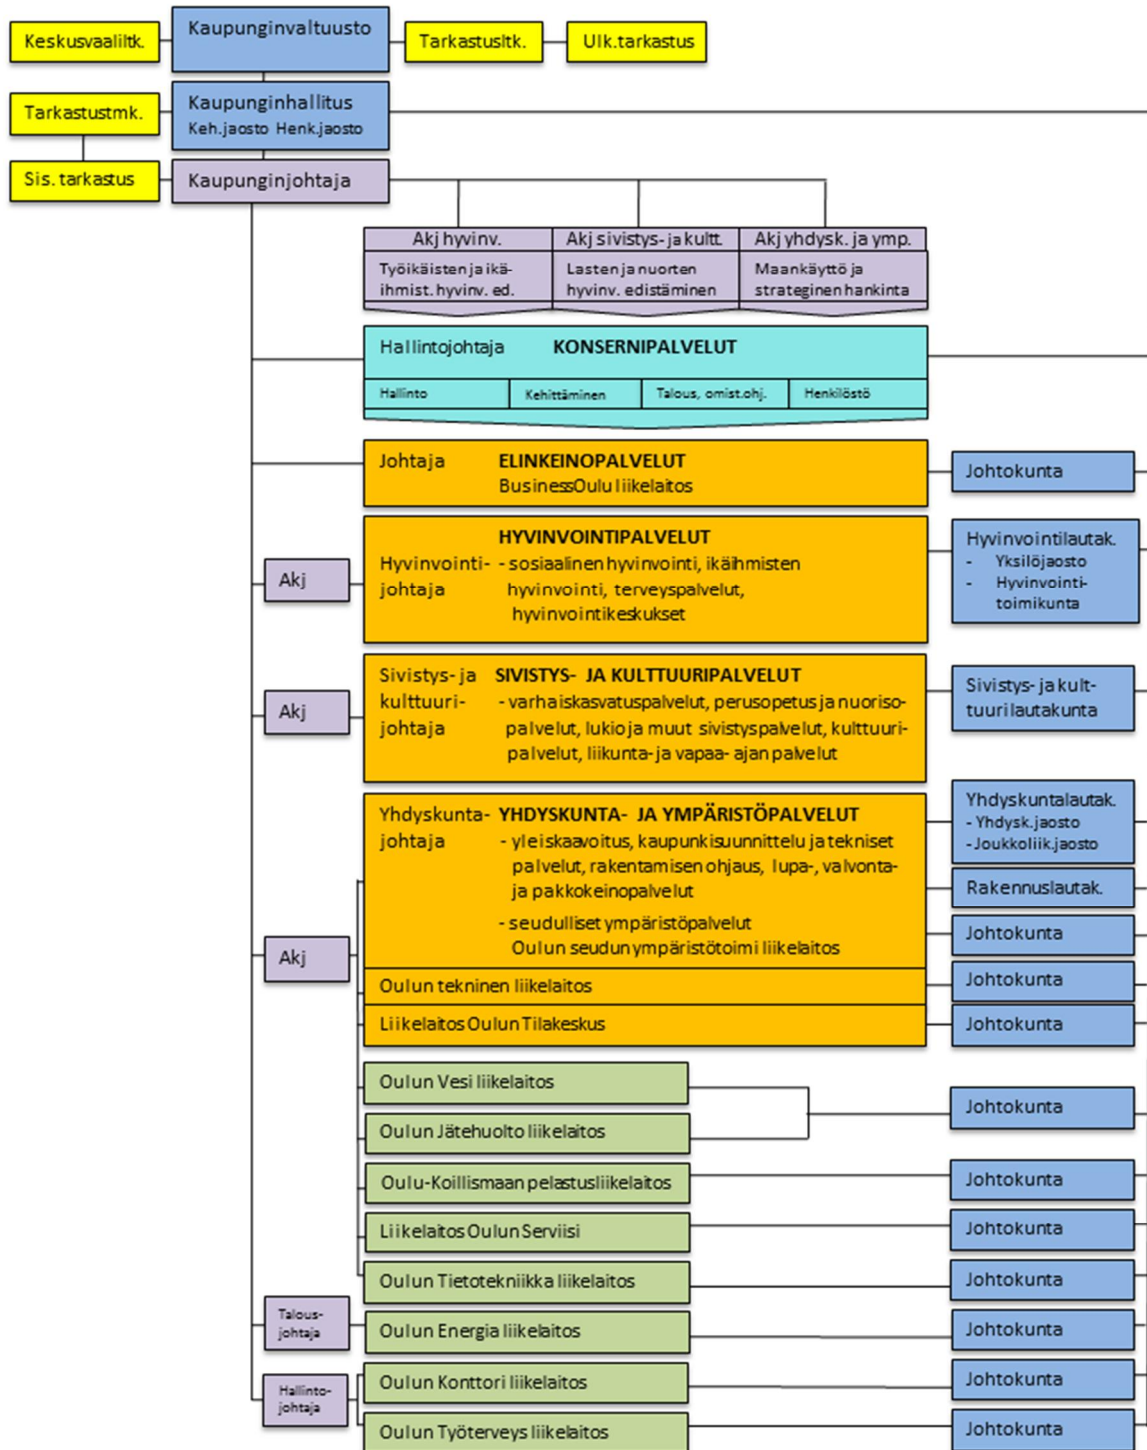 Keskusvaaliltk.
Kaupunginvaltuusto
Tarkastusltk.
Ulk.tarkastus
Tarkastustmk.
Kaupunginhallitus
Keh.jaosto Henk.jaosto
Sis. tarkastus
Kaupunginjohtaja
Akj hyvinv.
Työikäisten ja ikä-
ihmist. hyvinv. ed.
Akj sivistys- ja kultt.
Lasten ja nuorten
hyvinv. edistäminen
Akj yhdysk. ja ymp.
Maankäyttö ja
strateginen hankinta
Hallintojohtaja KONSERNIPALVELUT
Hallinto
Kehittäminen
Talous, omist.ohj.
Henkilöstö
Johtaja ELINKEINOPALVELUT
BusinessOulu liikelaitos
Johtokunta
Akj
Hyvinvointi-
johtaja
HYVINVOINTIPALVELUT
- sosiaalinen hyvinvointi, ikäihmisten
hyvinvointi, terveyspalvelut,
hyvinvointikeskukset
Hyvinvointilautak.
- Yksilöjaosto
- Hyvinvointi-
toimikunta
Akj
Sivistys- ja
kulttuuri-
johtaja
SIVISTYS- JA KULTTUURIPALVELUT
- varhaiskasvatuspalvelut, perusopetus ja nuoriso-
palvelut, lukio ja muut sivistyspalvelut, kulttuuri-
palvelut, liikunta- ja vapaa- ajan palvelut
Sivistys- ja kult-
tuurilautakunta
Akj
Yhdyskunta-
johtaja
YHDYSKUNTA- JA YMPÄRISTÖPALVELUT
- yleiskaavoitus, kaupunkisuunnittelu ja tekniset
palvelut, rakentamisen ohjaus, lupa-, valvonta-
ja pakkokeinopalvelut
- seudulliset ympäristöpalvelut
Oulun seudun ympäristötoimi liikelaitos
Yhdyskuntalautak.
- Yhdysk.jaosto
- Joukkoliik.jaosto
Rakennuslautak.
Johtokunta
Oulun tekninen liikelaitos
Johtokunta
Liikelaitos Oulun Tilakeskus
Johtokunta
Oulun Vesi liikelaitos
Oulun Jätehuolto liikelaitos
Johtokunta
Oulu-Koillismaan pelastusliikelaitos
Johtokunta
Liikelaitos Oulun Serviisi
Johtokunta
Oulun Tietotekniikka liikelaitos
Johtokunta
Talous-
johtaja
Oulun Energia liikelaitos
Johtokunta
Hallinto-
johtaja
Oulun Konttori liikelaitos
Johtokunta
Oulun Työterveys liikelaitos
Johtokunta